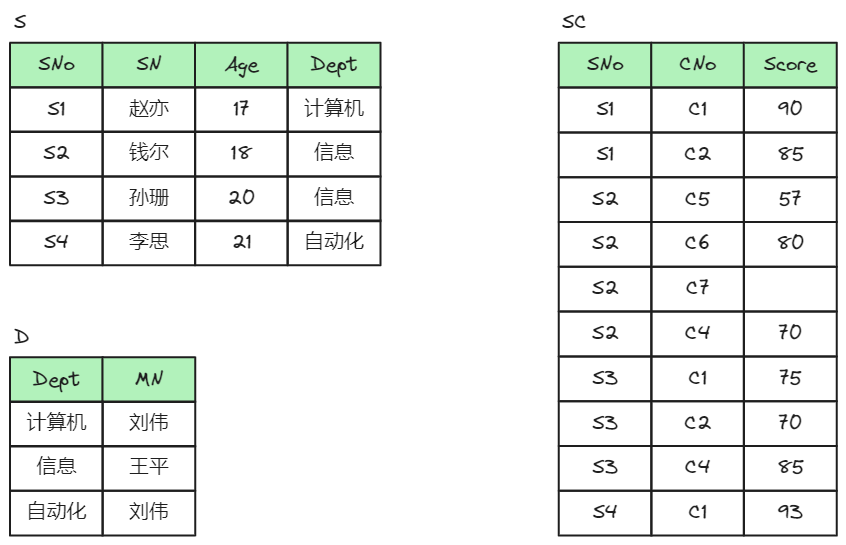 S
SNo SN Age Dept
S1 赵亦 17 计算机
S2 钱尔 18 信息
S3 孙珊 20 信息
S4 李思 21 自动化
D
Dept MN
计算机 刘伟
信息 王平
自动化 刘伟
SC
SNo CNo Score
S1 C1 90
S1 C2 85
S2 C5 57
S2 C6 80
S2 C7
S2 C4 70
S3 C1 75
S3 C2 70
S3 C4 85
S4 C1 93